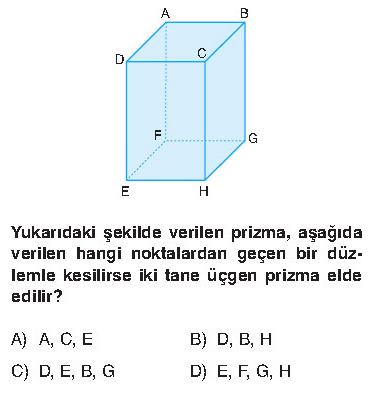 A B
D C
F G
E H
Yukarıdaki şekilde verilen prizma, aşağıda
verilen hangi noktalardan geçen bir düz-
lemle kesilirse iki tane üçgen prizma elde
edilir?
A) A, C, E B) D, B, H
C) D, E, B, G D) E, F, G, H